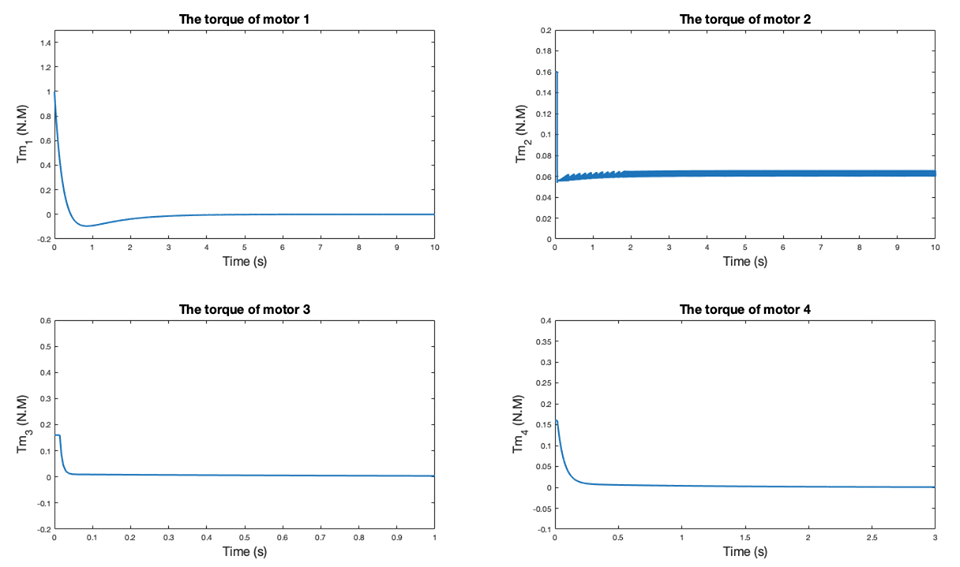 The torque of motor 1
1.4
1.2
1
0.8
0.6
0.4
0.2
0
-0.2
Tm1 (N.M)
0 1 2 3 4 5 6 7 8 9 10
Time (s)
The torque of motor 2
0.2
0.18
0.16
0.14
0.12
0.1
0.08
0.06
0.04
0.02
0
Tm2 (N.M)
0 1 2 3 4 5 6 7 8 9 10
Time (s)
The torque of motor 3
0.6
0.5
0.4
0.3
0.2
0.1
0
-0.1
-0.2
Tm3 (N.M)
0 0.1 0.2 0.3 0.4 0.5 0.6 0.7 0.8 0.9 1
Time (s)
The torque of motor 4
0.4
0.35
0.3
0.25
0.2
0.15
0.1
0.05
0
-0.05
-0.1
Tm4 (N.M)
0 0.5 1 1.5 2 2.5 3
Time (s)